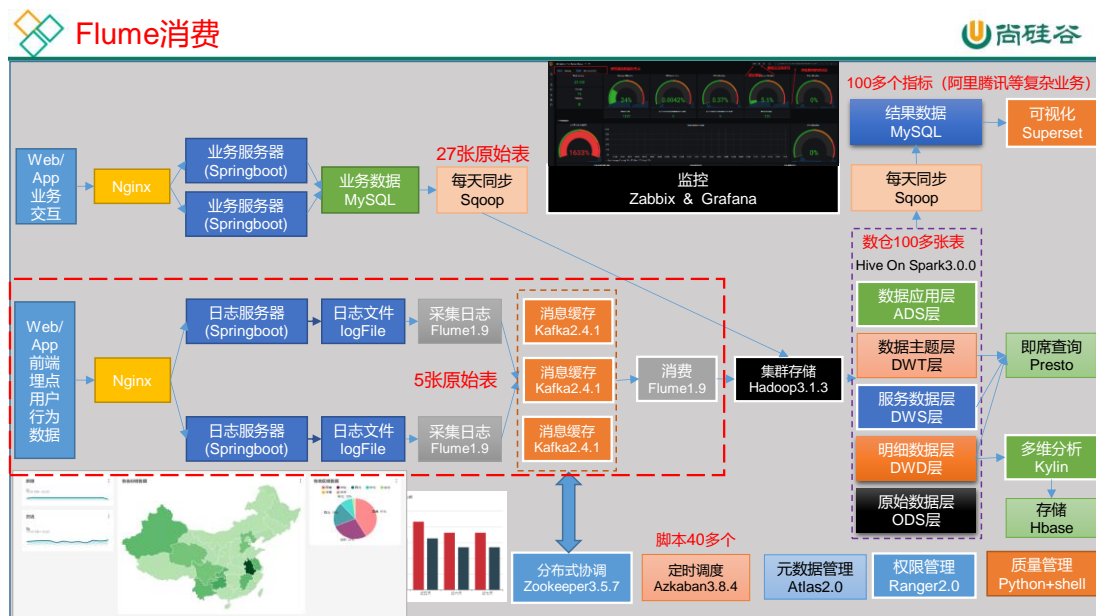 Flume消费
尚硅谷
100多个指标（阿里腾讯等复杂业务）
结果数据
MySQL
可视化
Superset
Web/
App
业务
交互
Nginx
业务服务器
(Springboot)
业务服务器
(Springboot)
业务数据
MySQL
27张原始表
每天同步
Sqoop
24%
0.0042%
0.37%
5.5%
0%
1633%
0%
监控
Zabbix & Grafana
每天同步
Sqoop
数仓100多张表
Hive On Spark3.0.0
数据应用层
ADS层
数据主题层
DWT层
服务数据层
DWS层
明细数据层
DWD层
原始数据层
ODS层
即席查询
Presto
多维分析
Kylin
存储
Hbase
Web/
App
前端
埋点
用户
行为
数据
Nginx
日志服务器
(Springboot)
日志文件
logFile
采集日志
Flume1.9
消息缓存
Kafka2.4.1
5张原始表
消息缓存
Kafka2.4.1
消费
Flume1.9
集群存储
Hadoop3.1.3
日志服务器
(Springboot)
日志文件
logFile
采集日志
Flume1.9
消息缓存
Kafka2.4.1
脚本40多个
分布式协调
Zookeeper3.5.7
定时调度
Azkaban3.8.4
元数据管理
Atlas2.0
权限管理
Ranger2.0
质量管理
Python+shell